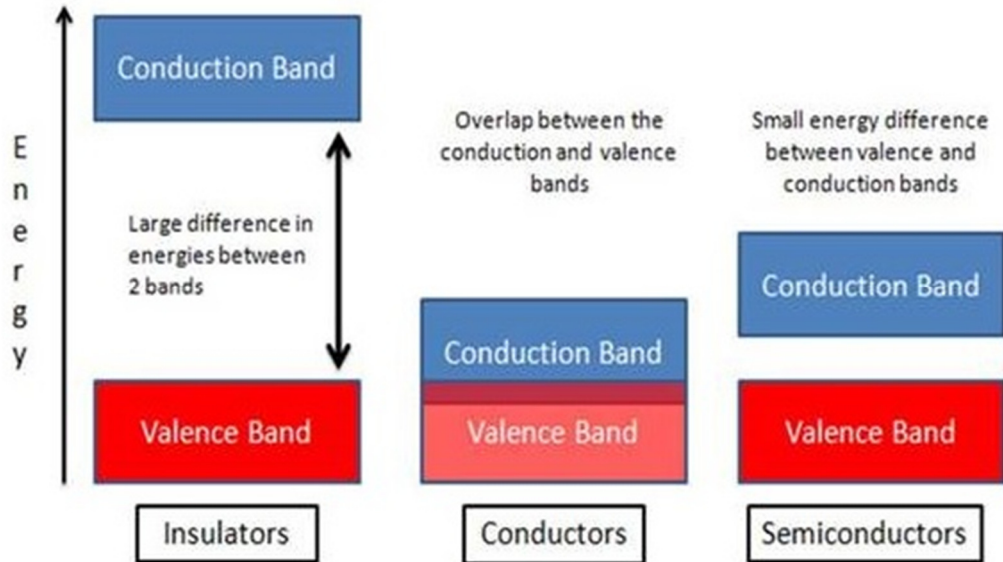 Energy
Conduction Band
Large difference in
energies between
2 bands
Valence Band
Insulators
Overlap between the
conduction and valence
bands
Conduction Band
Valence Band
Conductors
Small energy difference
between valence and
conduction bands
Conduction Band
Valence Band
Semiconductors